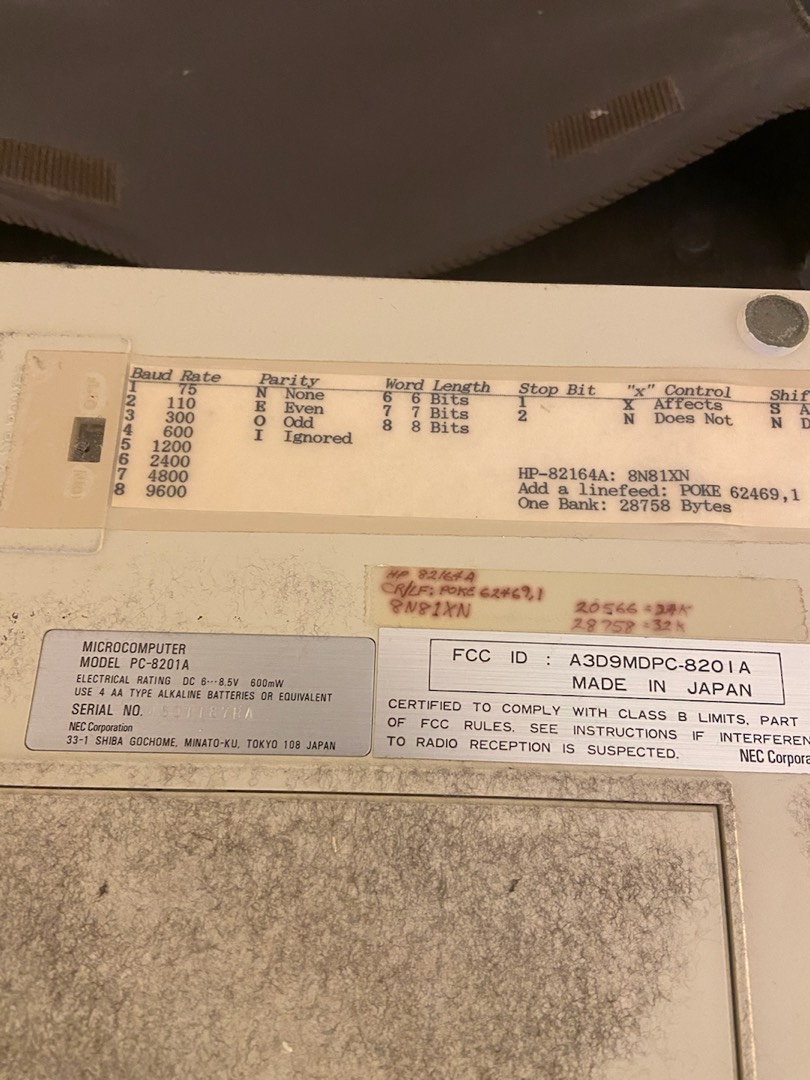 Baud Rate Parity Word Length Stop Bit "x" Control Shif
1 75 N None 6 6 Bits 1 X Affects S A
2 110 E Even 7 7 Bits 2 N Does Not N D
3 300 O Odd 8 8 Bits
4 600 I Ignored
5 1200
6 2400
7 4800 HP-82164A: 8N81XN
8 9600 Add a linefeed: POKE 62469,1
One Bank: 28758 Bytes
HP 82164A
CR/LF: POKE 62469,1
8N81XN 20566=24K
28758=32K
MICROCOMPUTER
MODEL PC-8201A
ELECTRICAL RATING DC 6···8.5V 600mW
USE 4 AA TYPE ALKALINE BATTERIES OR EQUIVALENT
SERIAL NO.
NEC Corporation
33-1 SHIBA GOCHOME, MINATO-KU, TOKYO 108 JAPAN
FCC ID : A3D9MDPC-8201A
MADE IN JAPAN
CERTIFIED TO COMPLY WITH CLASS B LIMITS, PART
OF FCC RULES. SEE INSTRUCTIONS IF INTERFEREN
TO RADIO RECEPTION IS SUSPECTED.
NEC Corpora